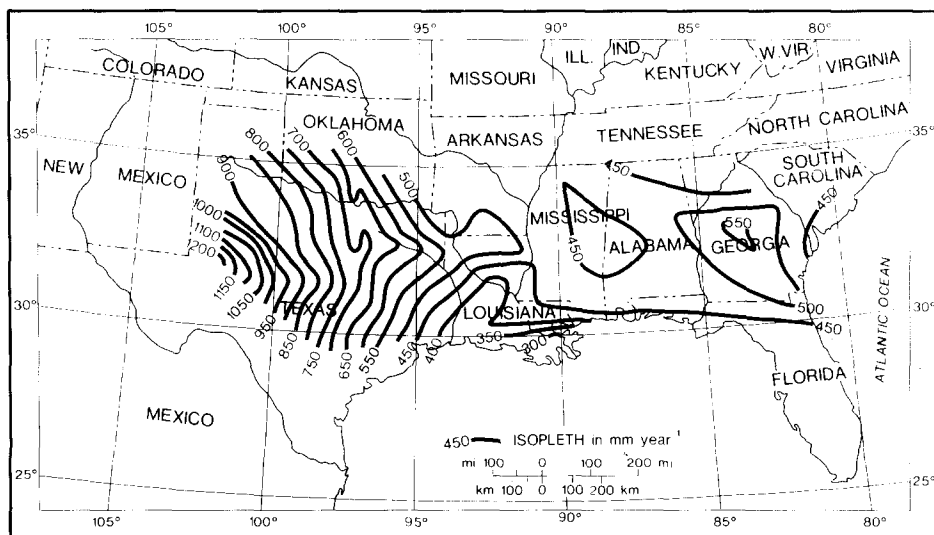 105° 100° 95° 90° 85° 80°
COLORADO
KANSAS
MISSOURI
ILL.
IND.
KENTUCKY
W.VIR
VIRGINIA
35°
OKLAHOMA
ARKANSAS
TENNESSEE
NORTH CAROLINA
35°
NEW MEXICO
SOUTH CAROLINA
900 800 700 600 500
450
450
1000
1100
1200
MISSISSIPPI
450
ALABAMA
GEORGIA
550
30°
1150 1050 950 850 750 650 550 450 400 350 300
TEXAS
LOUISIANA
500
450
30°
ATLANTIC OCEAN
FLORIDA
MEXICO
450 ISOPLETH in mm year ¹
mi 100 0 100 200 mi
km 100 0 100 200 km
25°
25°
105° 100° 95° 90° 85° 80°